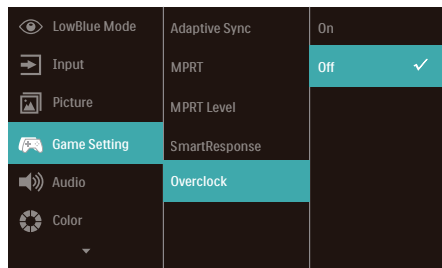 LowBlue Mode
Input
Picture
Game Setting
Audio
Color
Adaptive Sync
MPRT
MPRT Level
SmartResponse
Overclock
On
Off